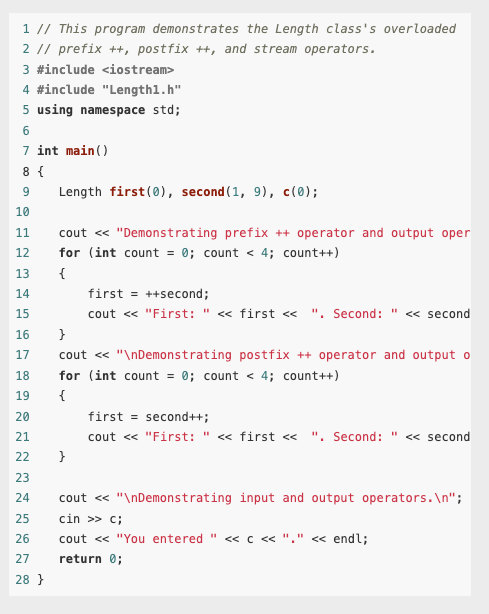 1 // This program demonstrates the Length class's overloaded
2 // prefix ++, postfix ++, and stream operators.
3 #include <iostream>
4 #include "Length1.h"
5 using namespace std;
6
7 int main()
8 {
9    Length first(0), second(1, 9), c(0);
10
11    cout << "Demonstrating prefix ++ operator and output oper
12    for (int count = 0; count < 4; count++)
13    {
14        first = ++second;
15        cout << "First: " << first <<  ". Second: " << second
16    }
17    cout << "\nDemonstrating postfix ++ operator and output o
18    for (int count = 0; count < 4; count++)
19    {
20        first = second++;
21        cout << "First: " << first <<  ". Second: " << second
22    }
23
24    cout << "\nDemonstrating input and output operators.\n";
25    cin >> c;
26    cout << "You entered " << c << "." << endl;
27    return 0;
28 }